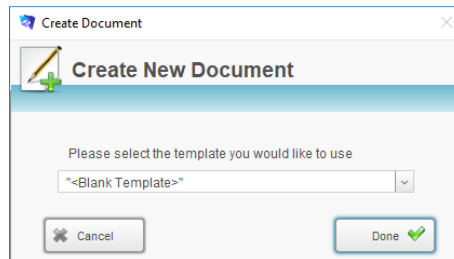 Create Document
Create New Document
Please select the template you would like to use
"<Blank Template>"
Cancel
Done